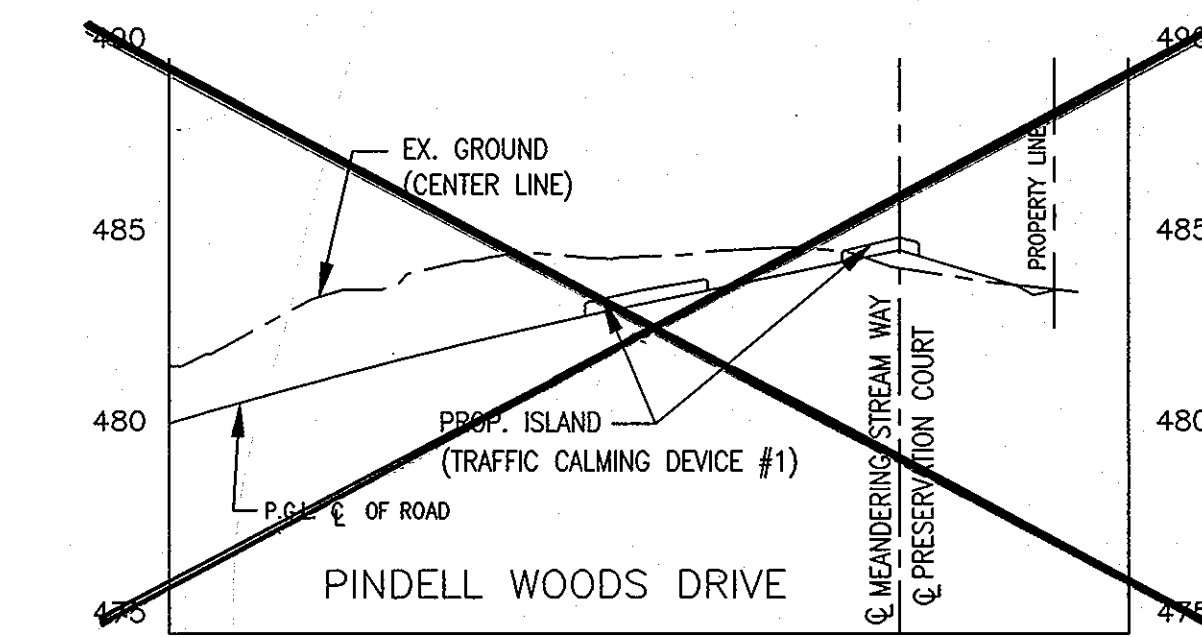 490
490
EX. GROUND
(CENTER LINE)
485
485
PROPERTY LINE
480
480
PROP. ISLAND
(TRAFFIC CALMING DEVICE #1)
P.G.L. ℄ OF ROAD
℄ MEANDERING STREAM WAY
℄ PRESERVATION COURT
PINDELL WOODS DRIVE
475
475